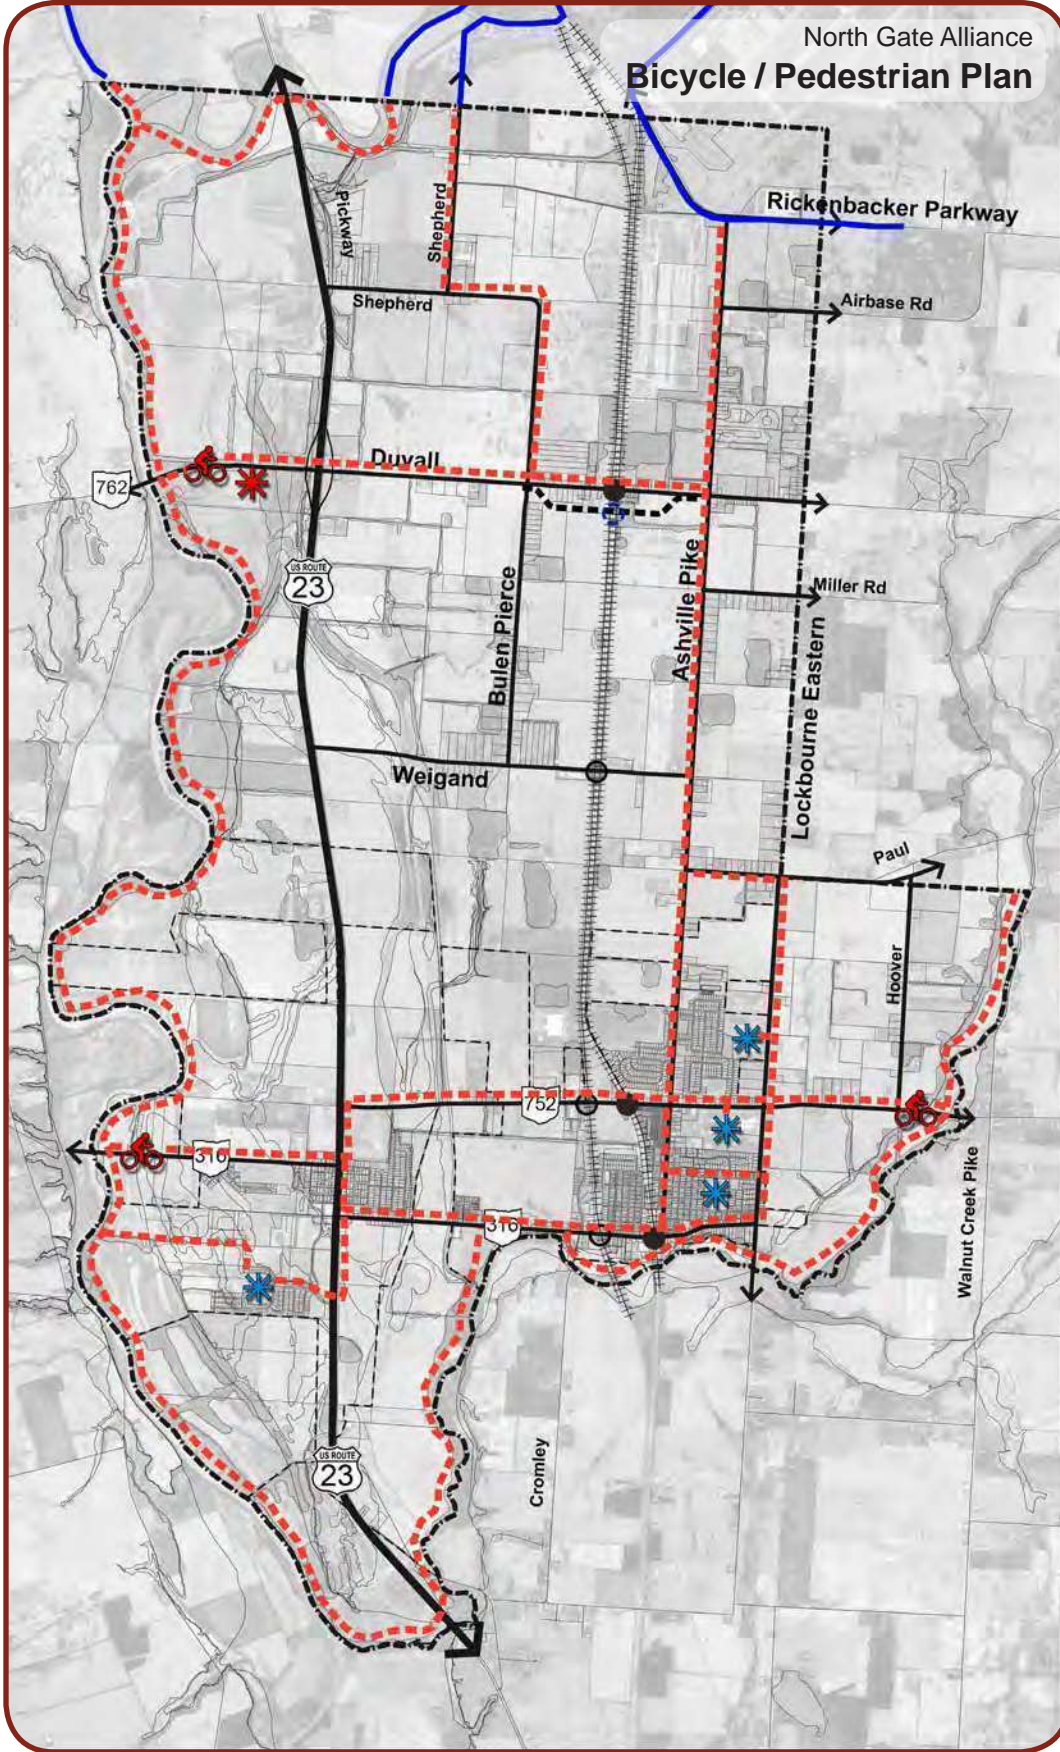 North Gate Alliance
Bicycle / Pedestrian Plan
Rickenbacker Parkway
Pickway
Shepherd
Shepherd
Airbase Rd
Duvall
762
US ROUTE
23
Bulen Pierce
Ashville Pike
Miller Rd
Lockbourne Eastern
Weigand
Paul
Hoover
752
316
316
Walnut Creek Pike
Cromley
US ROUTE
23